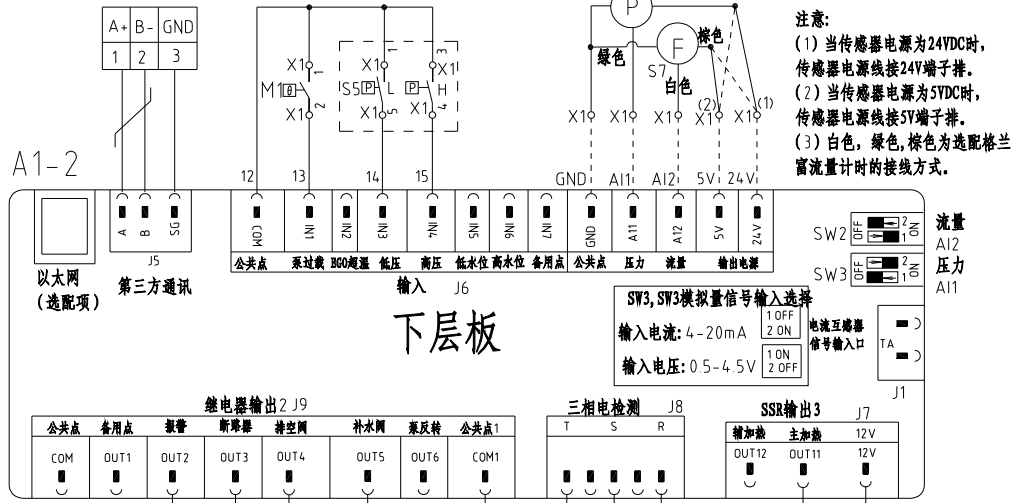 A+ B- GND
1 2 3
P
F
S7
绿色
棕色
白色
注意:
(1) 当传感器电源为24VDC时,
传感器电源线接24V端子排.
(2) 当传感器电源为5VDC时,
传感器电源线接5V端子排.
(3) 白色, 绿色,棕色为选配格兰
富流量计时的接线方式.
X1 1 X1 1 X1 3
M1 θ S5 P L P H
X1 2 X1 5 X1 4
X1 X1 X1 (2) X1 X1 (1)
A1-2
12 13 14 15 GND AI1 AI2 5V 24V
A B SG
J5
COM IN1 IN2 IN3 IN4 IN5 IN6 IN7 GND A11 A12 5V 24V
公共点 泵过载 EGO超温 低压 高压 低水位 高水位 备用点 公共点 压力 流量 输出电源
输入 J6
以太网
(选配项)
第三方通讯
SW2 OFF 2 1 ON 流量
AI2
SW3 OFF 2 1 ON 压力
AI1
下层板
SW3,SW3模拟量信号输入选择
输入电流: 4-20mA 1 OFF
2 ON
输入电压: 0.5-4.5V 1 ON
2 OFF
电流互感器
信号输入口
TA
J1
继电器输出2 J9
公共点 备用点 报警 断路器 排空阀 补水阀 泵反转 公共点1
COM OUT1 OUT2 OUT3 OUT4 OUT5 OUT6 COM1
三相电检测 J8
T S R
SSR输出3 J7
辅加热 主加热 12V
OUT12 OUT11 12V